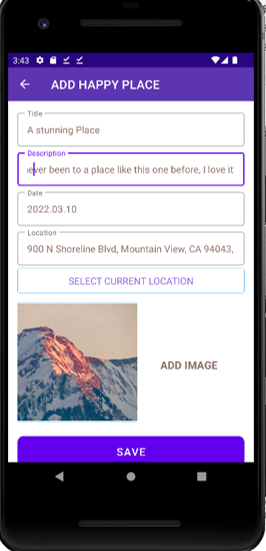 3:43
ADD HAPPY PLACE
Title
A stunning Place
Description
ever been to a place like this one before, I love it
Date
2022.03.10
Location
900 N Shoreline Blvd, Mountain View, CA 94043,
SELECT CURRENT LOCATION
ADD IMAGE
SAVE